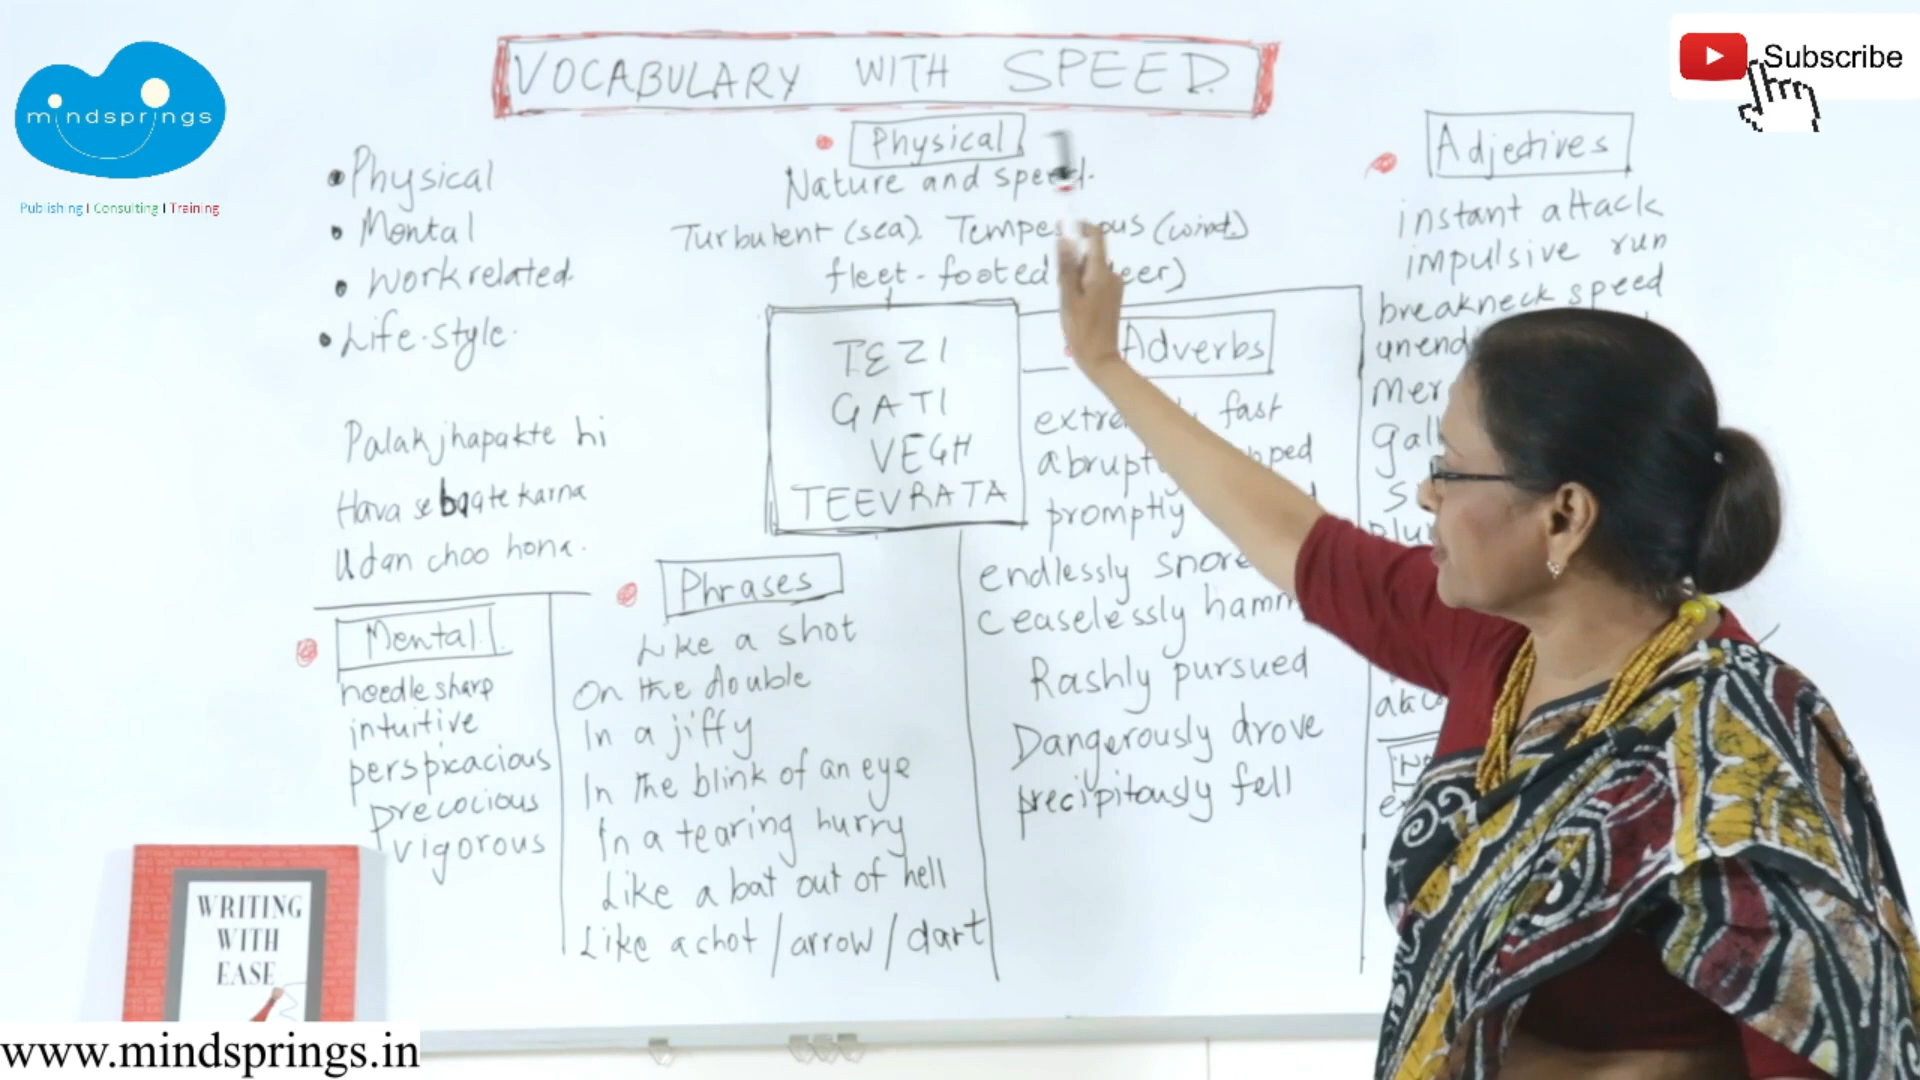 VOCABULARY WITH SPEED
Subscribe
mindsprings
Publishing | Consulting | Training
Physical
Mental
Work related.
Life-style.
Palak jhapakte hi
Hava se baate karna
Udan choo hona.
Physical
Nature and speed.
Turbulent (sea). (wind)
fleet-footed
TEZI
GATI
VEGH
TEEVRATA
Adverbs
fast
promptly
endlessly
ceaselessly
Rashly pursued
Dangerously drove
precipitously fell
Adjectives
instant attack
impulsive run
breakneck speed
Mental.
needle sharp
intuitive
perspicacious
precocious
vigorous
Phrases
Like a shot
On the double
In a jiffy
In the blink of an eye
In a tearing hurry
Like a bat out of hell
Like a shot / arrow / dart
WRITING
WITH
EASE
www.mindsprings.in